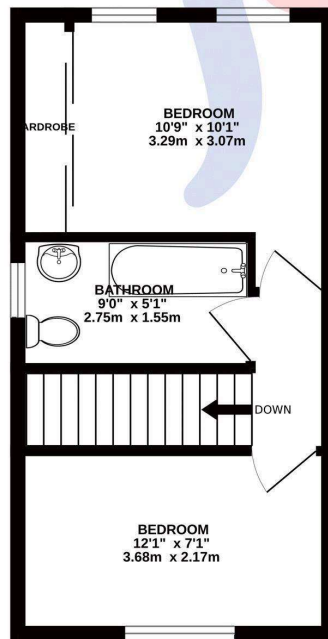 BEDROOM
10'9" x 10'1"
3.29m x 3.07m
ARDROBE
BATHROOM
9'0" x 5'1"
2.75m x 1.55m
DOWN
BEDROOM
12'1" x 7'1"
3.68m x 2.17m